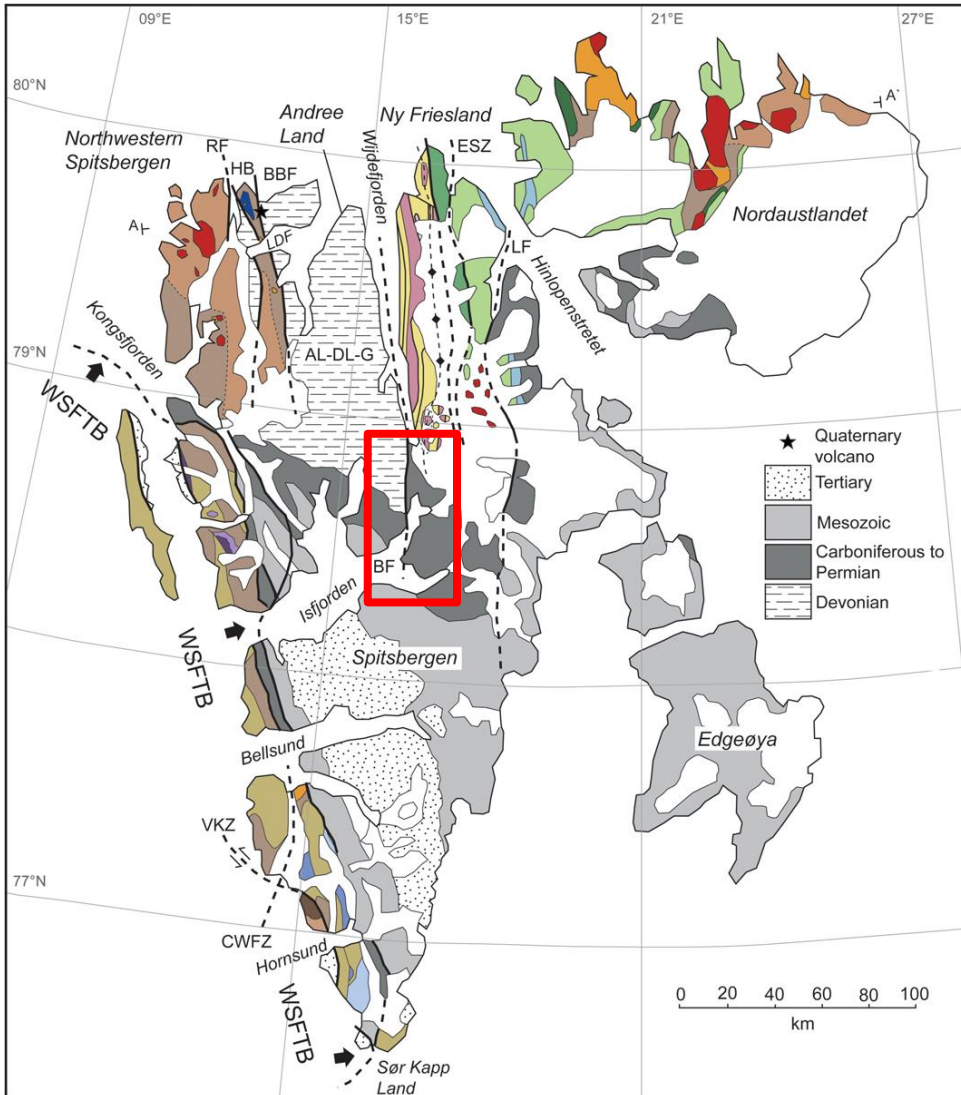 09°E
15°E
21°E
27°E
80°N
Andree
Land
Ny Friesland
Northwestern
Spitsbergen
RF
HB
BBF
Wijdefjorden
ESZ
A
A'
Nordaustlandet
LDF
LF
Hinlopenstretet
Kongsfjorden
79°N
AL-DL-G
WSFTB
Quaternary
volcano
Tertiary
Mesozoic
Carboniferous to
Permian
Devonian
BF
Isfjorden
WSFTB
Spitsbergen
Edgeøya
Bellsund
VKZ
77°N
CWFZ
Hornsund
WSFTB
0 20 40 60 80 100
km
Sør Kapp
Land